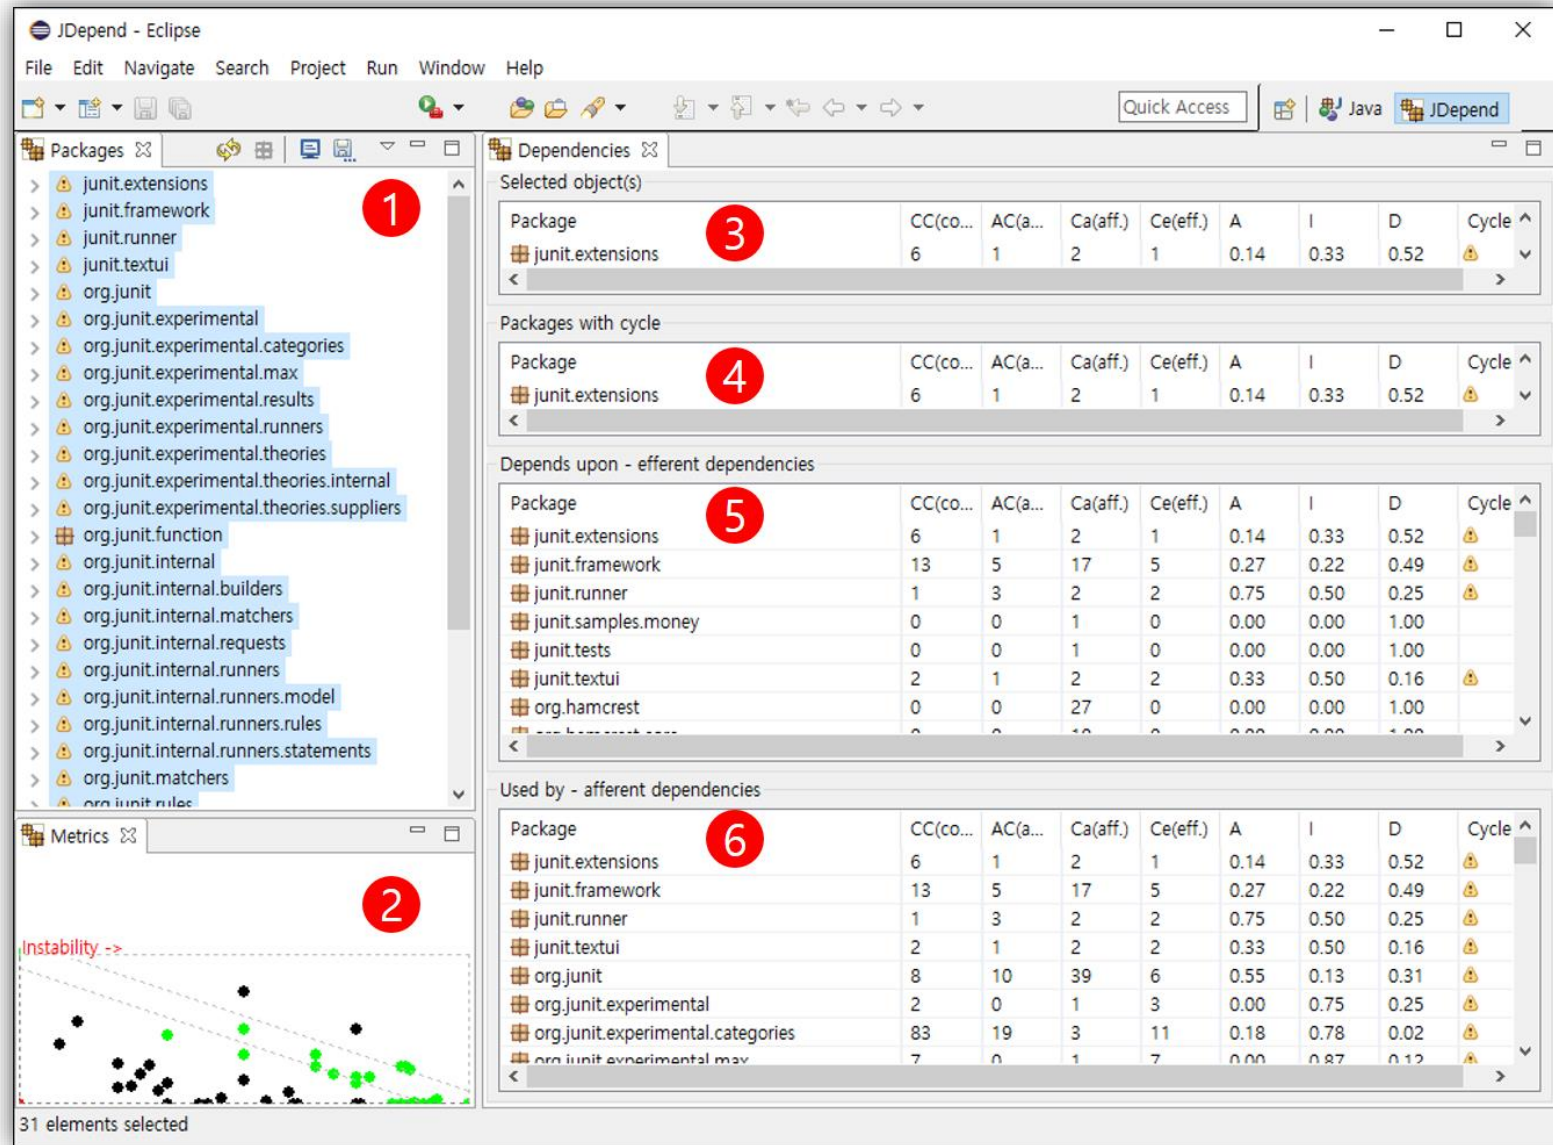 JDepend - Eclipse
File Edit Navigate Search Project Run Window Help
Quick Access Java JDepend
Packages
junit.extensions
junit.framework
junit.runner
junit.textui
org.junit
org.junit.experimental
org.junit.experimental.categories
org.junit.experimental.max
org.junit.experimental.results
org.junit.experimental.runners
org.junit.experimental.theories
org.junit.experimental.theories.internal
org.junit.experimental.theories.suppliers
org.junit.function
org.junit.internal
org.junit.internal.builders
org.junit.internal.matchers
org.junit.internal.requests
org.junit.internal.runners
org.junit.internal.runners.model
org.junit.internal.runners.rules
org.junit.internal.runners.statements
org.junit.matchers
org.junit.rules
1
Metrics
2
Instability ->
Dependencies
Selected object(s)
Package 3 CC(co... AC(a... Ca(aff.) Ce(eff.) A I D Cycle
junit.extensions 6 1 2 1 0.14 0.33 0.52
Packages with cycle
Package 4 CC(co... AC(a... Ca(aff.) Ce(eff.) A I D Cycle
junit.extensions 6 1 2 1 0.14 0.33 0.52
Depends upon - efferent dependencies
Package 5 CC(co... AC(a... Ca(aff.) Ce(eff.) A I D Cycle
junit.extensions 6 1 2 1 0.14 0.33 0.52
junit.framework 13 5 17 5 0.27 0.22 0.49
junit.runner 1 3 2 2 0.75 0.50 0.25
junit.samples.money 0 0 1 0 0.00 0.00 1.00
junit.tests 0 0 1 0 0.00 0.00 1.00
junit.textui 2 1 2 2 0.33 0.50 0.16
org.hamcrest 0 0 27 0 0.00 0.00 1.00
Used by - afferent dependencies
Package 6 CC(co... AC(a... Ca(aff.) Ce(eff.) A I D Cycle
junit.extensions 6 1 2 1 0.14 0.33 0.52
junit.framework 13 5 17 5 0.27 0.22 0.49
junit.runner 1 3 2 2 0.75 0.50 0.25
junit.textui 2 1 2 2 0.33 0.50 0.16
org.junit 8 10 39 6 0.55 0.13 0.31
org.junit.experimental 2 0 1 3 0.00 0.75 0.25
org.junit.experimental.categories 83 19 3 11 0.18 0.78 0.02
org.junit.experimental.max 7 0 1 7 0.00 0.87 0.12
31 elements selected